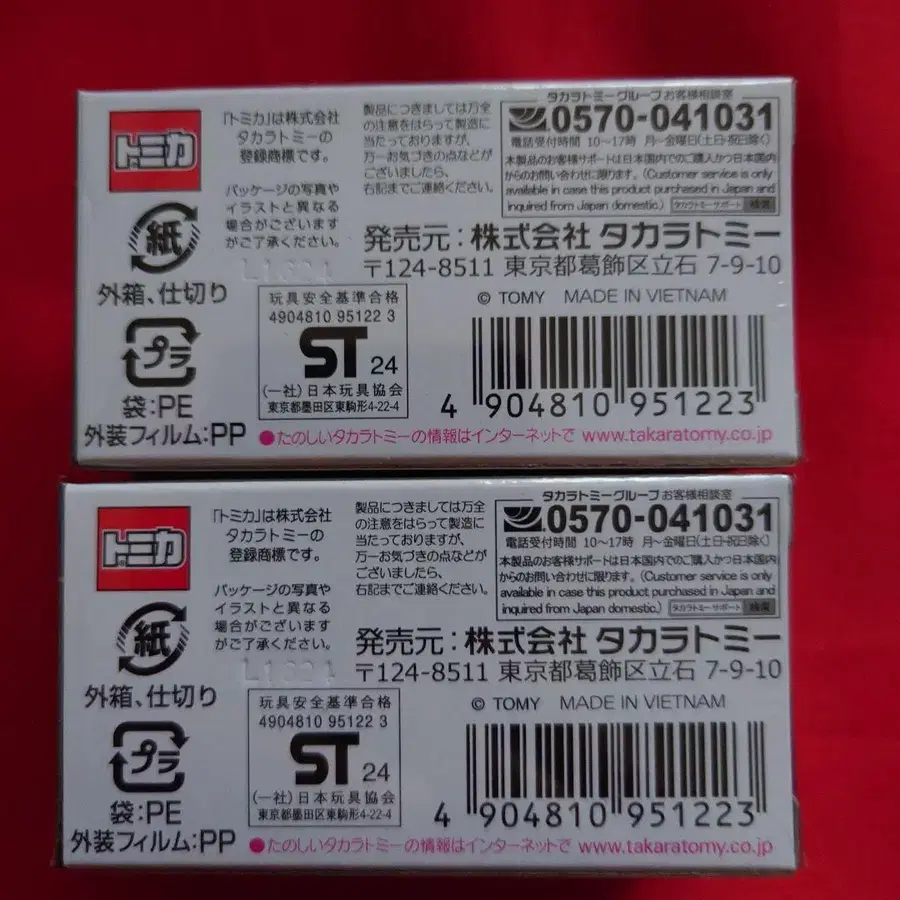 トミカ
「トミカ」は株式会社
タカラトミーの
登録商標です。
パッケージの写真や
イラストと異なる
場合がございます
がご了承ください。
製品につきましては万全
の注意をはらって製造に
当たっておりますが、
万一お気づきの点などが
ございましたら、
右記までご連絡ください。
タカラトミーグループ お客様相談室
0570-041031
電話受付時間 10～17時 月～金曜日(土日・祝日除く)
本製品のお客様サポートは日本国内でのご購入かつ日本国内
からのお問い合わせに限ります。(Customer service is only
available in case this product purchased in Japan and
inquired from Japan domestic.) タカラトミーサポート 検索
発売元:株式会社 タカラトミー
〒124-8511 東京都葛飾区立石 7-9-10
紙
外箱、仕切り
プラ
袋:PE
外装フィルム:PP
玩具安全基準合格
4904810 95122 3
ST 24
(一社)日本玩具協会
東京都墨田区東駒形4-22-4
© TOMY MADE IN VIETNAM
4 904810 951223
●たのしいタカラトミーの情報はインターネットで www.takaratomy.co.jp
トミカ
「トミカ」は株式会社
タカラトミーの
登録商標です。
パッケージの写真や
イラストと異なる
場合がございます
がご了承ください。
製品につきましては万全
の注意をはらって製造に
当たっておりますが、
万一お気づきの点などが
ございましたら、
右記までご連絡ください。
タカラトミーグループ お客様相談室
0570-041031
電話受付時間 10～17時 月～金曜日(土日・祝日除く)
本製品のお客様サポートは日本国内でのご購入かつ日本国内
からのお問い合わせに限ります。(Customer service is only
available in case this product purchased in Japan and
inquired from Japan domestic.) タカラトミーサポート 検索
発売元:株式会社 タカラトミー
〒124-8511 東京都葛飾区立石 7-9-10
紙
外箱、仕切り
プラ
袋:PE
外装フィルム:PP
玩具安全基準合格
4904810 95122 3
ST 24
(一社)日本玩具協会
東京都墨田区東駒形4-22-4
© TOMY MADE IN VIETNAM
4 904810 951223
●たのしいタカラトミーの情報はインターネットで www.takaratomy.co.jp